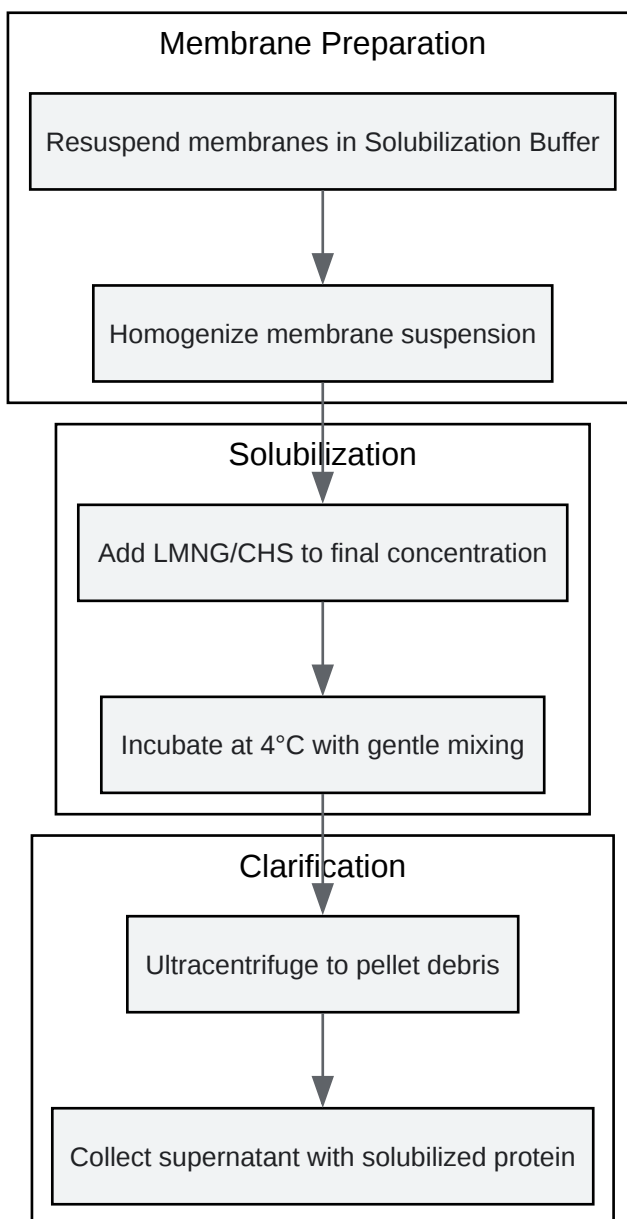 Membrane Preparation
Resuspend membranes in Solubilization Buffer
Homogenize membrane suspension
Solubilization
Add LMNG/CHS to final concentration
Incubate at 4°C with gentle mixing
Clarification
Ultracentrifuge to pellet debris
Collect supernatant with solubilized protein